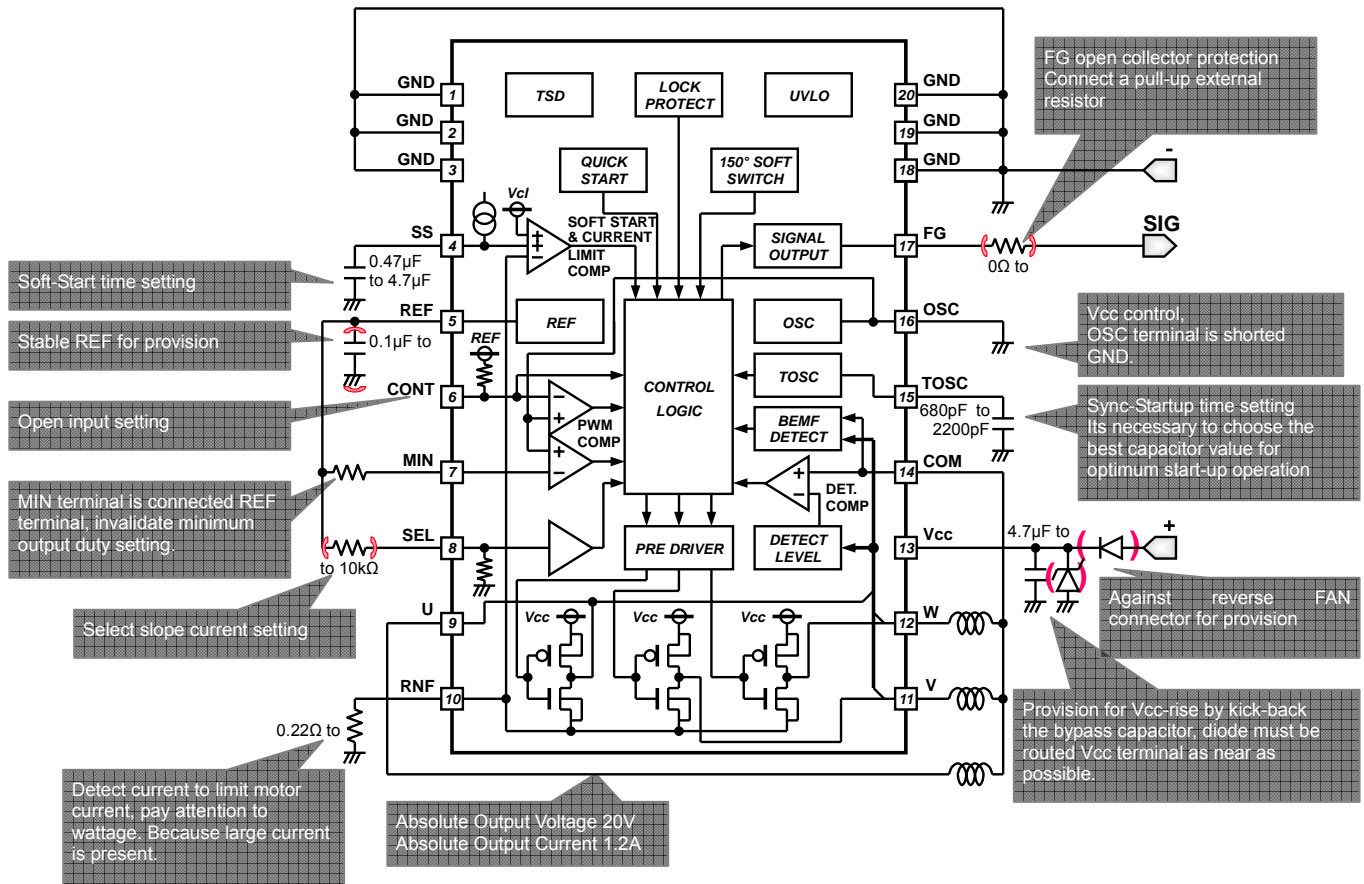 FG open collector protection
Connect a pull-up external
resistor
GND
1
TSD
LOCK
PROTECT
UVLO
20
GND
GND
2
19
GND
GND
3
QUICK
START
150° SOFT
SWITCH
18
GND
-
Vcl
SS
4
SOFT START
& CURRENT
LIMIT
COMP
SIGNAL
OUTPUT
17
FG
SIG
0Ω to
Soft-Start time setting
0.47µF
to 4.7µF
REF
5
REF
OSC
16
OSC
Vcc control,
OSC terminal is shorted
GND.
Stable REF for provision
0.1µF to
REF
CONT
6
CONTROL
LOGIC
TOSC
15
TOSC
Open input setting
PWM
COMP
BEMF
DETECT
680pF to
2200pF
Sync-Startup time setting
Its necessary to choose the
best capacitor value for
optimum start-up operation
MIN
7
14
COM
DET.
COMP
MIN terminal is connected REF
terminal, invalidate minimum
output duty setting.
SEL
8
to 10kΩ
PRE DRIVER
DETECT
LEVEL
13
Vcc
4.7µF to
+
Select slope current setting
Against reverse FAN
connector for provision
U
9
Vcc
Vcc
Vcc
12
W
RNF
10
11
V
0.22Ω to
Provision for Vcc-rise by kick-back
the bypass capacitor. diode must be
routed Vcc terminal as near as
possible.
Detect current to limit motor
current, pay attention to
wattage. Because large current
is present.
Absolute Output Voltage 20V
Absolute Output Current 1.2A